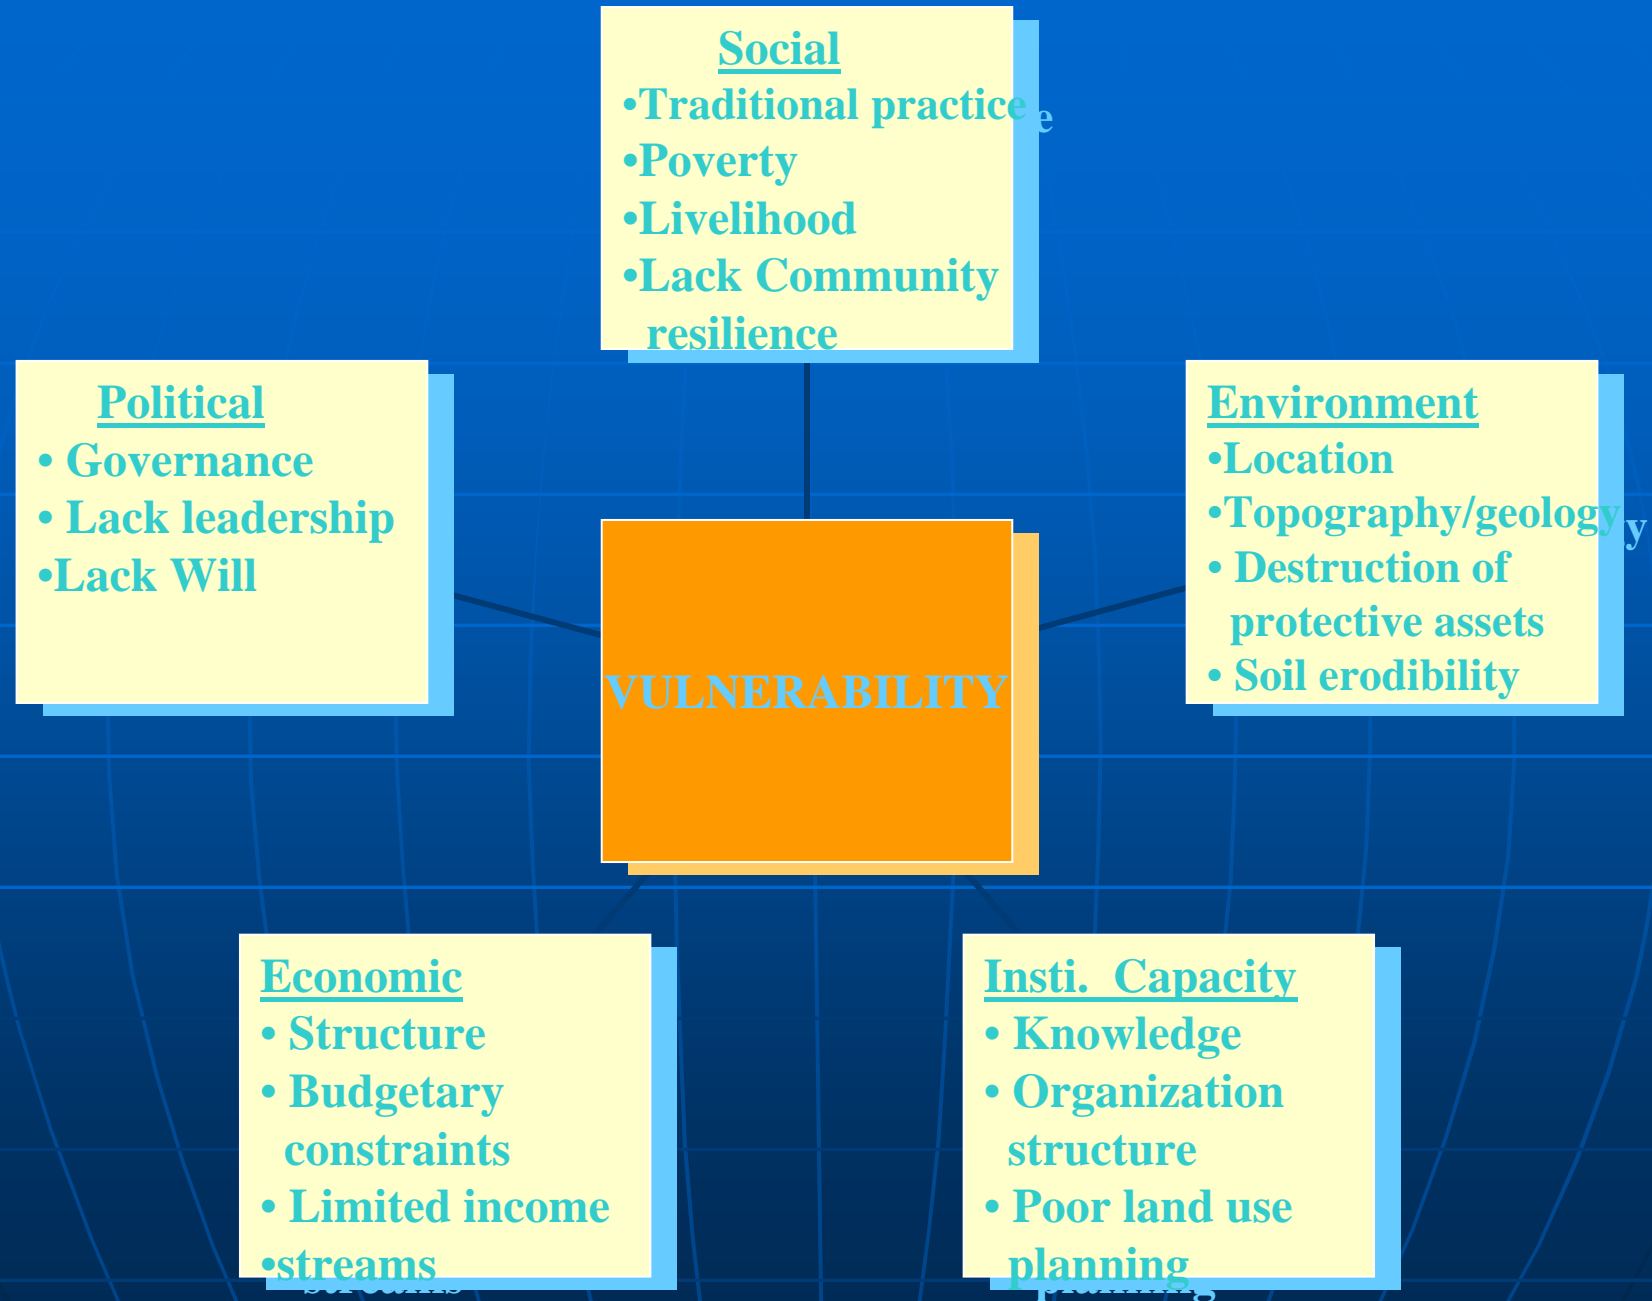 Social
•Traditional practice
•Poverty
•Livelihood
•Lack Community
resilience
Political
• Governance
• Lack leadership
•Lack Will
Environment
•Location
•Topography/geology
• Destruction of
protective assets
• Soil erodibility
VULNERABILITY
Economic
• Structure
• Budgetary
constraints
• Limited income
•streams
Insti. Capacity
• Knowledge
• Organization
structure
• Poor land use
planning